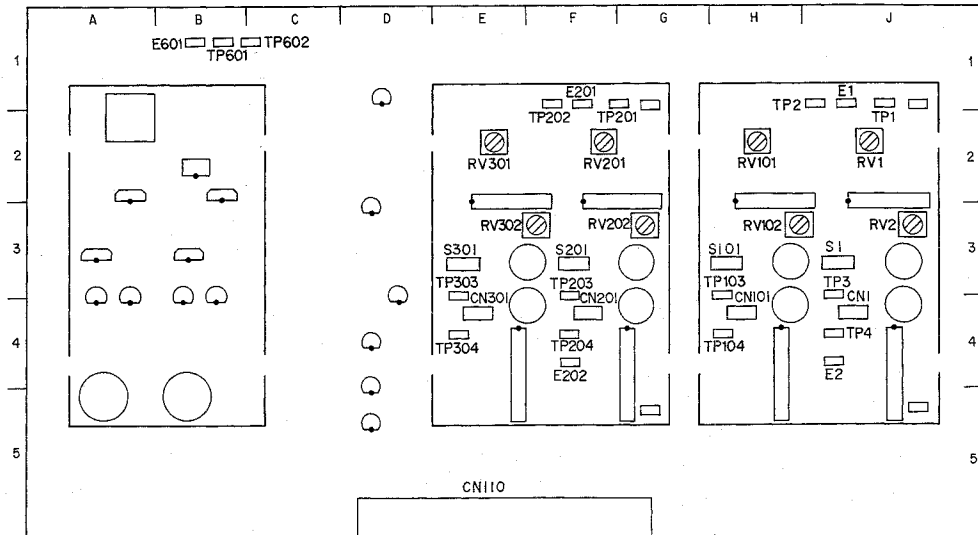 A B C D E F G H J
E601 TP602
TP601
1 1
E201 E1
TP202 TP201 TP2 TP1
2 2
RV301 RV201 RV101 RV1
RV302 RV202 RV102 RV2
3 3
S301 S201 S101 S1
TP303 TP203 TP103 TP3
CN301 CN201 CN101 CN1
4 4
TP304 TP204 TP104 TP4
E202 E2
5 5
CN110